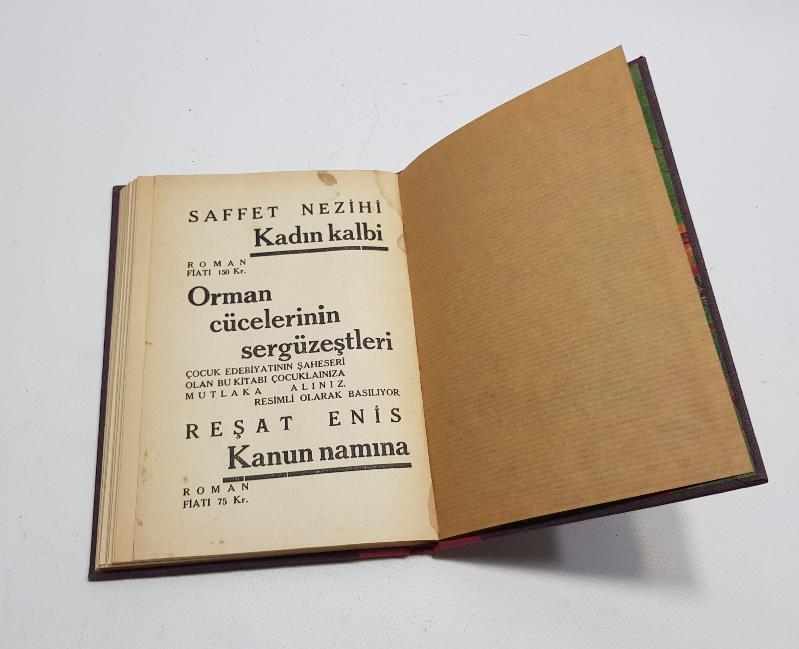 SAFFET NEZİHİ
Kadın kalbi
ROMAN
FİATI 150 Kr.
Orman
cücelerinin
sergüzeştleri
ÇOCUK EDEBİYATININ ŞAHESERİ
OLAN BU KİTABI ÇOCUKLAINIZA
MUTLAKA ALINIZ.
RESİMLİ OLARAK BASILIYOR
REŞAT ENİS
Kanun namına
ROMAN
FİATI 75 Kr.